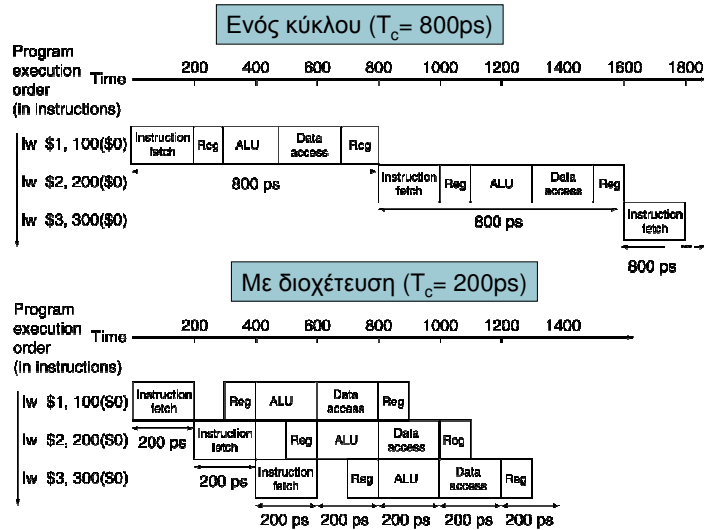 Ενός κύκλου (Tc= 800ps)
Program
execution
order
(in instructions)
Time
200 400 600 800 1000 1200 1400 1600 1800
lw $1, 100($0)
Instruction
fetch
Reg
ALU
Data
access
Reg
800 ps
lw $2, 200($0)
Instruction
fetch
Reg
ALU
Data
access
Reg
800 ps
lw $3, 300($0)
Instruction
fetch
800 ps
Με διοχέτευση (Tc= 200ps)
Program
execution
order
(in instructions)
Time
200 400 600 800 1000 1200 1400
lw $1, 100($0)
Instruction
fetch
Reg
ALU
Data
access
Reg
200 ps
lw $2, 200($0)
Instruction
fetch
Reg
ALU
Data
access
Reg
200 ps
lw $3, 300($0)
Instruction
fetch
Reg
ALU
Data
access
Reg
200 ps 200 ps 200 ps 200 ps 200 ps